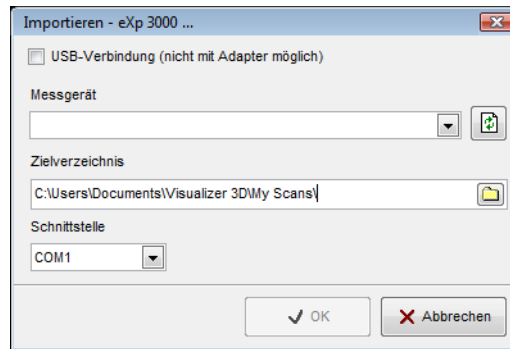 Importieren - eXp 3000 ...
USB-Verbindung (nicht mit Adapter möglich)
Messgerät
Zielverzeichnis
C:\Users\Documents\Visualizer 3D\My Scans\
Schnittstelle
COM1
OK
Abbrechen